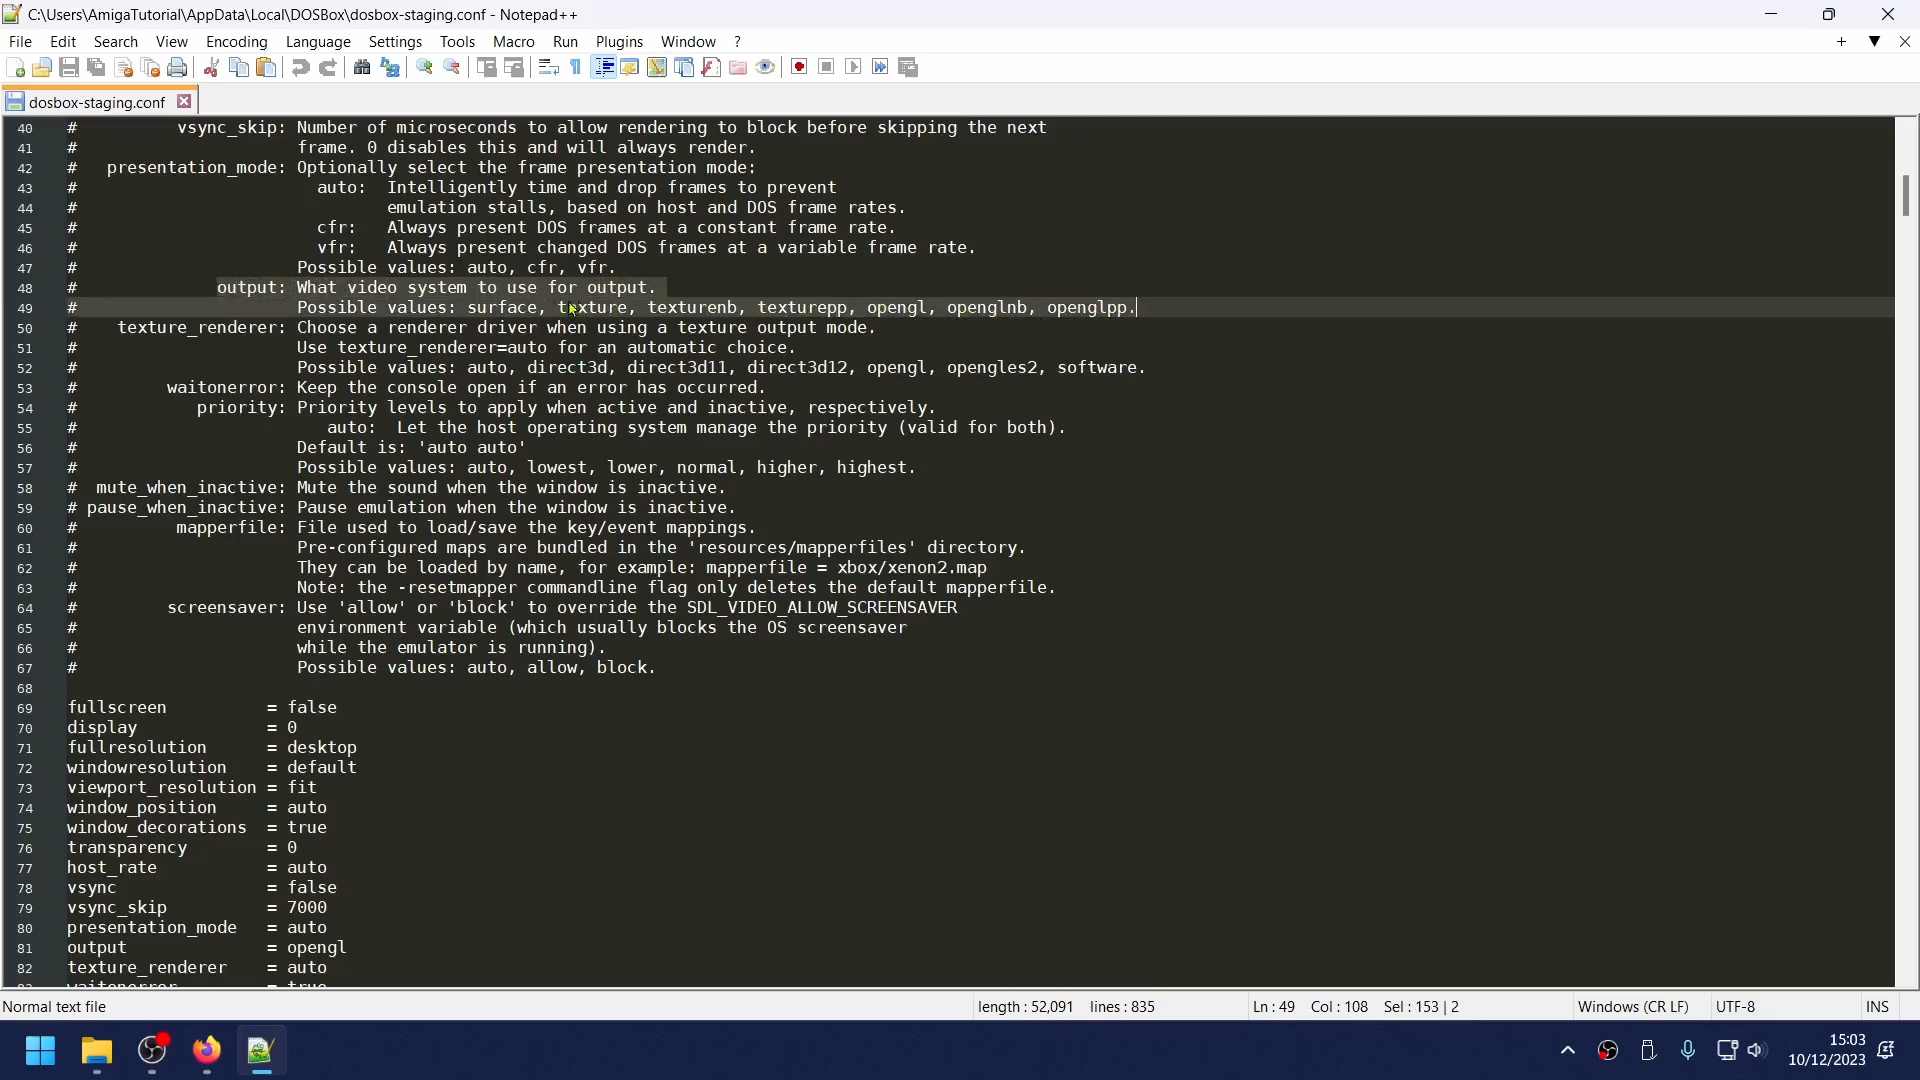 C:\Users\AmigaTutorial\AppData\Local\DOSBox\dosbox-staging.conf - Notepad++
File Edit Search View Encoding Language Settings Tools Macro Run Plugins Window ?
dosbox-staging.conf
40 # vsync_skip: Number of microseconds to allow rendering to block before skipping the next
41 # frame. 0 disables this and will always render.
42 # presentation_mode: Optionally select the frame presentation mode:
43 # auto: Intelligently time and drop frames to prevent
44 # emulation stalls, based on host and DOS frame rates.
45 # cfr: Always present DOS frames at a constant frame rate.
46 # vfr: Always present changed DOS frames at a variable frame rate.
47 # Possible values: auto, cfr, vfr.
48 # output: What video system to use for output.
49 # Possible values: surface, texture, texturenb, texturepp, opengl, openglnb, openglpp.
50 # texture_renderer: Choose a renderer driver when using a texture output mode.
51 # Use texture_renderer=auto for an automatic choice.
52 # Possible values: auto, direct3d, direct3d11, direct3d12, opengl, opengles2, software.
53 # waitonerror: Keep the console open if an error has occurred.
54 # priority: Priority levels to apply when active and inactive, respectively.
55 # auto: Let the host operating system manage the priority (valid for both).
56 # Default is: 'auto auto'
57 # Possible values: auto, lowest, lower, normal, higher, highest.
58 # mute_when_inactive: Mute the sound when the window is inactive.
59 # pause_when_inactive: Pause emulation when the window is inactive.
60 # mapperfile: File used to load/save the key/event mappings.
61 # Pre-configured maps are bundled in the 'resources/mapperfiles' directory.
62 # They can be loaded by name, for example: mapperfile = xbox/xenon2.map
63 # Note: the -resetmapper commandline flag only deletes the default mapperfile.
64 # screensaver: Use 'allow' or 'block' to override the SDL_VIDEO_ALLOW_SCREENSAVER
65 # environment variable (which usually blocks the OS screensaver
66 # while the emulator is running).
67 # Possible values: auto, allow, block.
68
69 fullscreen = false
70 display = 0
71 fullresolution = desktop
72 windowresolution = default
73 viewport_resolution = fit
74 window_position = auto
75 window_decorations = true
76 transparency = 0
77 host_rate = auto
78 vsync = false
79 vsync_skip = 7000
80 presentation_mode = auto
81 output = opengl
82 texture_renderer = auto
83 waitonerror = true
Normal text file length : 52,091 lines : 835 Ln : 49 Col : 108 Sel : 153 | 2 Windows (CR LF) UTF-8 INS
15:03
10/12/2023